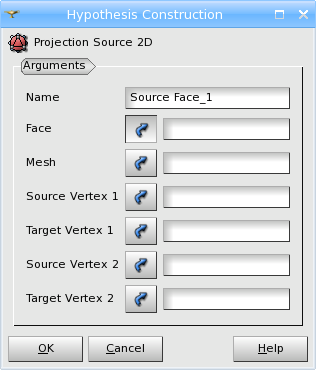 Hypothesis Construction
Projection Source 2D
Arguments
Name Source Face_1
Face
Mesh
Source Vertex 1
Target Vertex 1
Source Vertex 2
Target Vertex 2
OK Cancel Help